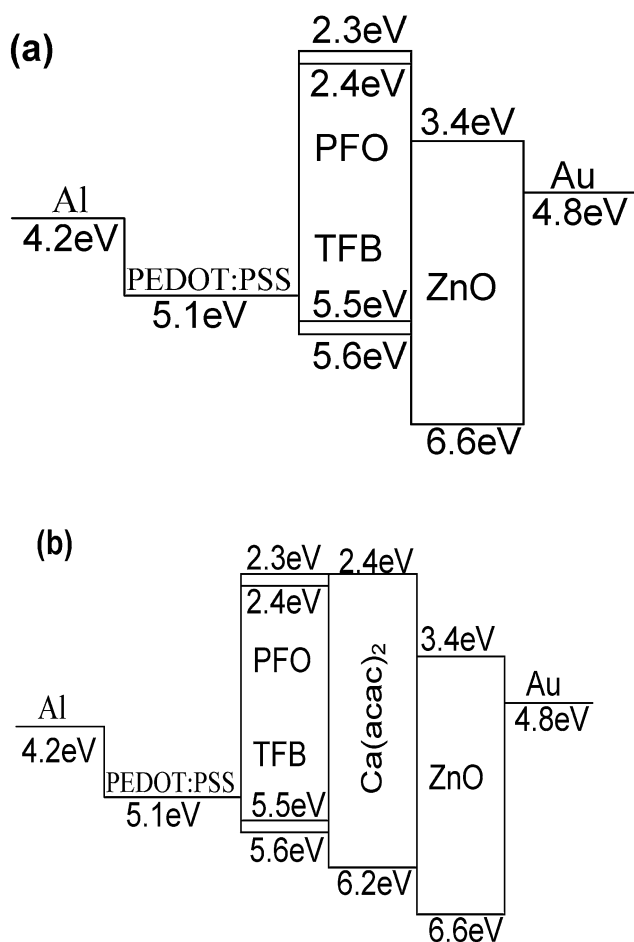 (a)
2.3eV
2.4eV
3.4eV
PFO
Al
Au
4.2eV
4.8eV
TFB
PEDOT:PSS
ZnO
5.1eV
5.5eV
5.6eV
6.6eV
(b)
2.3eV 2.4eV
2.4eV
3.4eV
PFO
Ca(acac)₂
Al
Au
4.2eV
4.8eV
TFB
ZnO
PEDOT:PSS
5.1eV
5.5eV
5.6eV
6.2eV
6.6eV